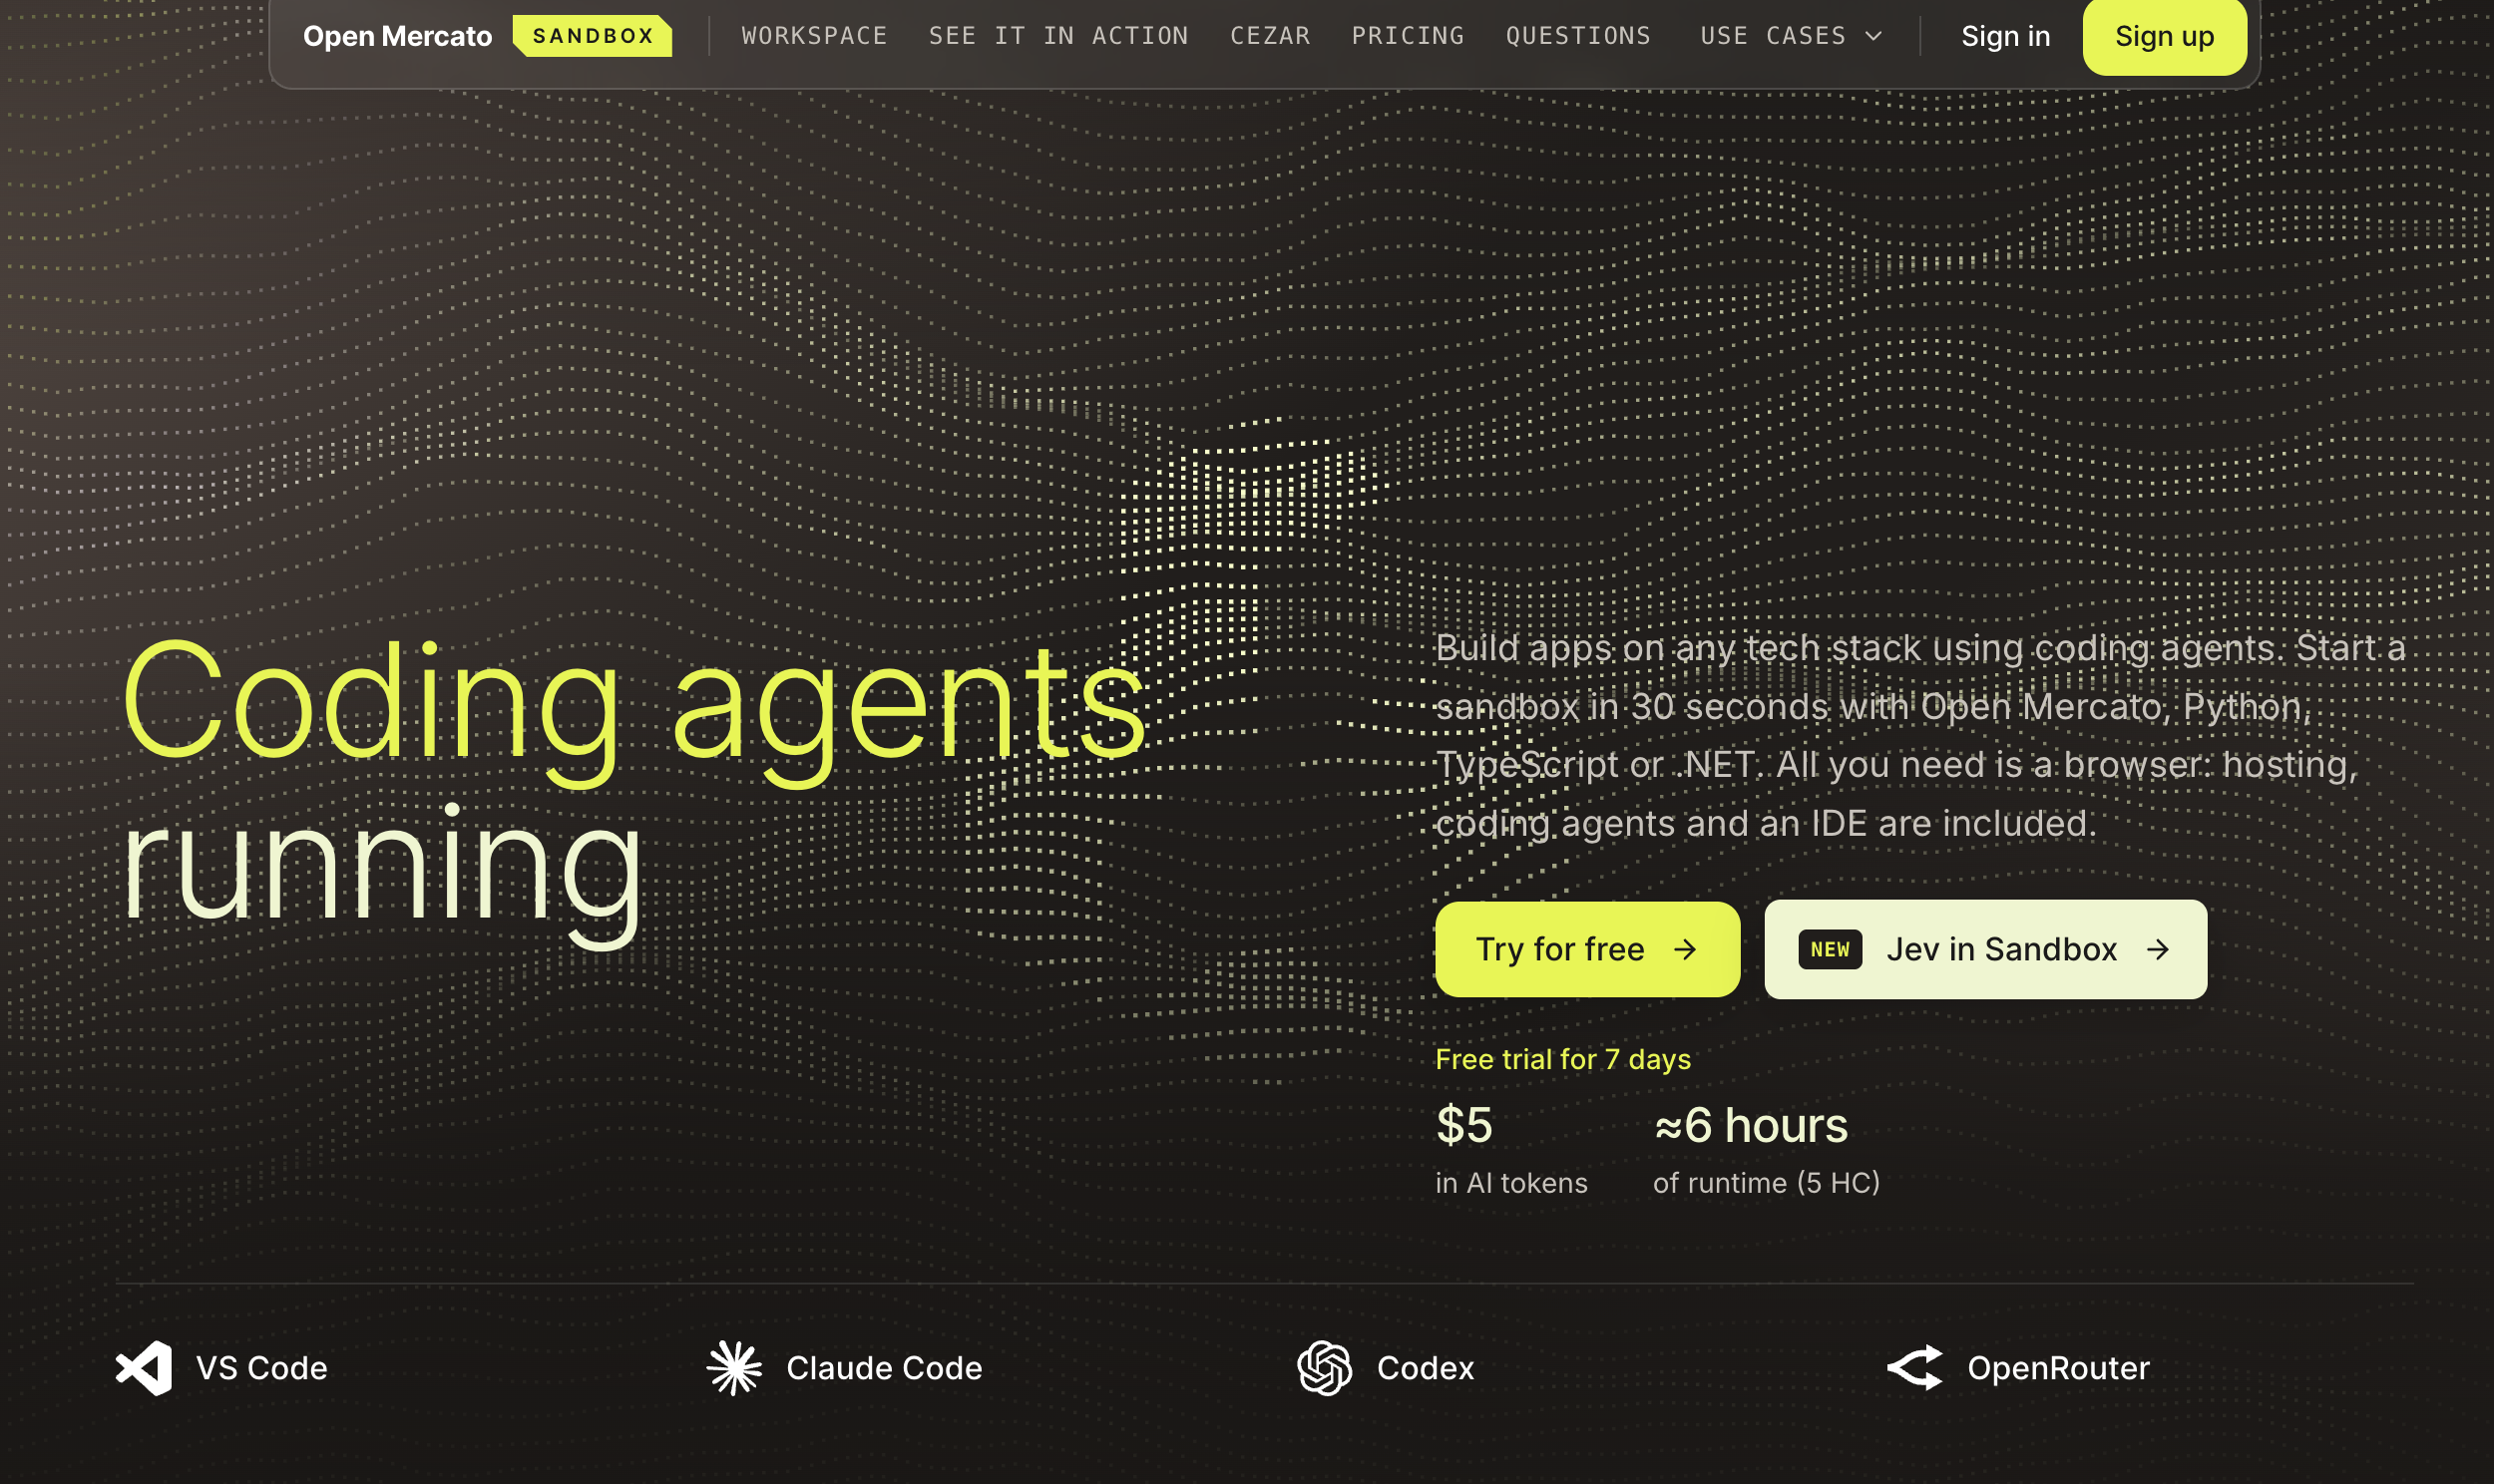 Open Mercato SANDBOX WORKSPACE SEE IT IN ACTION CEZAR PRICING QUESTIONS USE CASES Sign in Sign up
Coding agents
running
Build apps on any tech stack using coding agents. Start a
sandbox in 30 seconds with Open Mercato, Python,
TypeScript or .NET. All you need is a browser: hosting,
coding agents and an IDE are included.
Try for free → NEW Jev in Sandbox →
Free trial for 7 days
$5 ≈6 hours
in AI tokens of runtime (5 HC)
VS Code Claude Code Codex OpenRouter